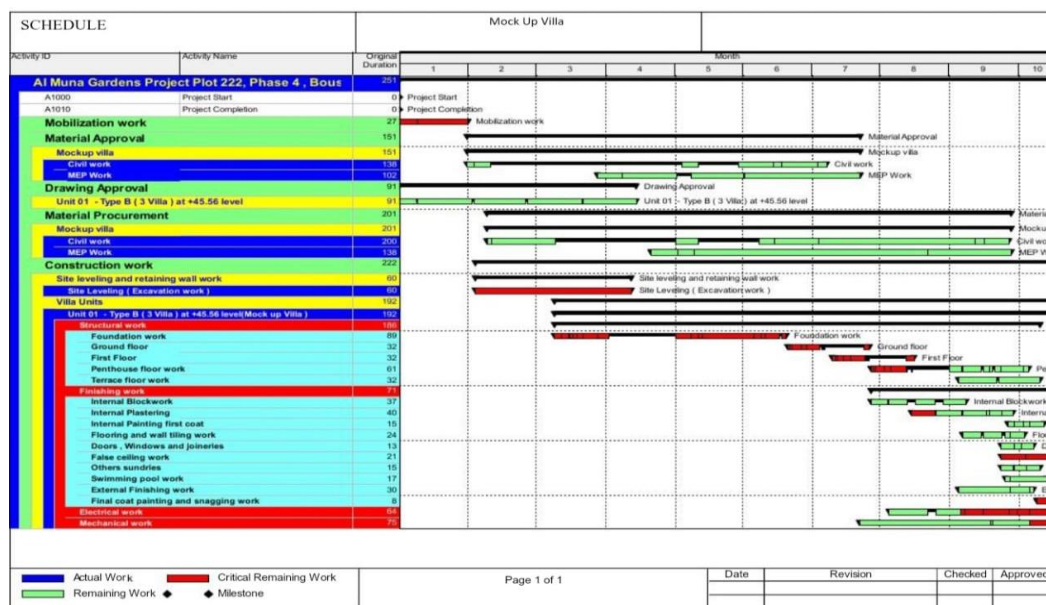 SCHEDULE
Mock Up Villa
Activity ID Activity Name Original Duration Month
1 2 3 4 5 6 7 8 9 10
Al Muna Gardens Project Plot 222, Phase 4 , Bous 251
A1000 Project Start 0 Project Start
A1010 Project Completion 0 Project Completion
Mobilization work 27 Mobilization work
Material Approval 151 Material Approval
Mockup villa 151 Mockup villa
Civil work 138 Civil work
MEP Work 102 MEP Work
Drawing Approval 91 Drawing Approval
Unit 01 - Type B ( 3 Villa ) at +45.56 level 91 Unit 01 - Type B ( 3 Villa ) at +45.56 level
Material Procurement 201 Materia
Mockup villa 201 Mocku
Civil work 200 Civil wo
MEP Work 138 MEP W
Construction work 222
Site leveling and retaining wall work 60 Site leveling and retaining wall work
Site Leveling ( Excavation work ) 60 Site Leveling ( Excavation work )
Villa Units 192
Unit 01 - Type B ( 3 Villa ) at +45.56 level(Mock up Villa ) 192
Structural work 186
Foundation work 89 Foundation work
Ground floor 32 Ground floor
First Floor 32 First Floor
Penthouse floor work 61 Pe
Terrace floor work 32
Finishing work 71
Internal Blockwork 37 Internal Blockwork
Internal Plastering 40 Interna
Internal Painting first coat 15
Flooring and wall tiling work 24 Floo
Doors , Windows and joineries 13 D
False ceiling work 21
Others sundries 15
Swimming pool work 17
External Finishing work 30 E
Final coat painting and snagging work 8
Electrical work 64
Mechanical work 75
Actual Work Critical Remaining Work
Remaining Work Milestone
Page 1 of 1
Date Revision Checked Approved